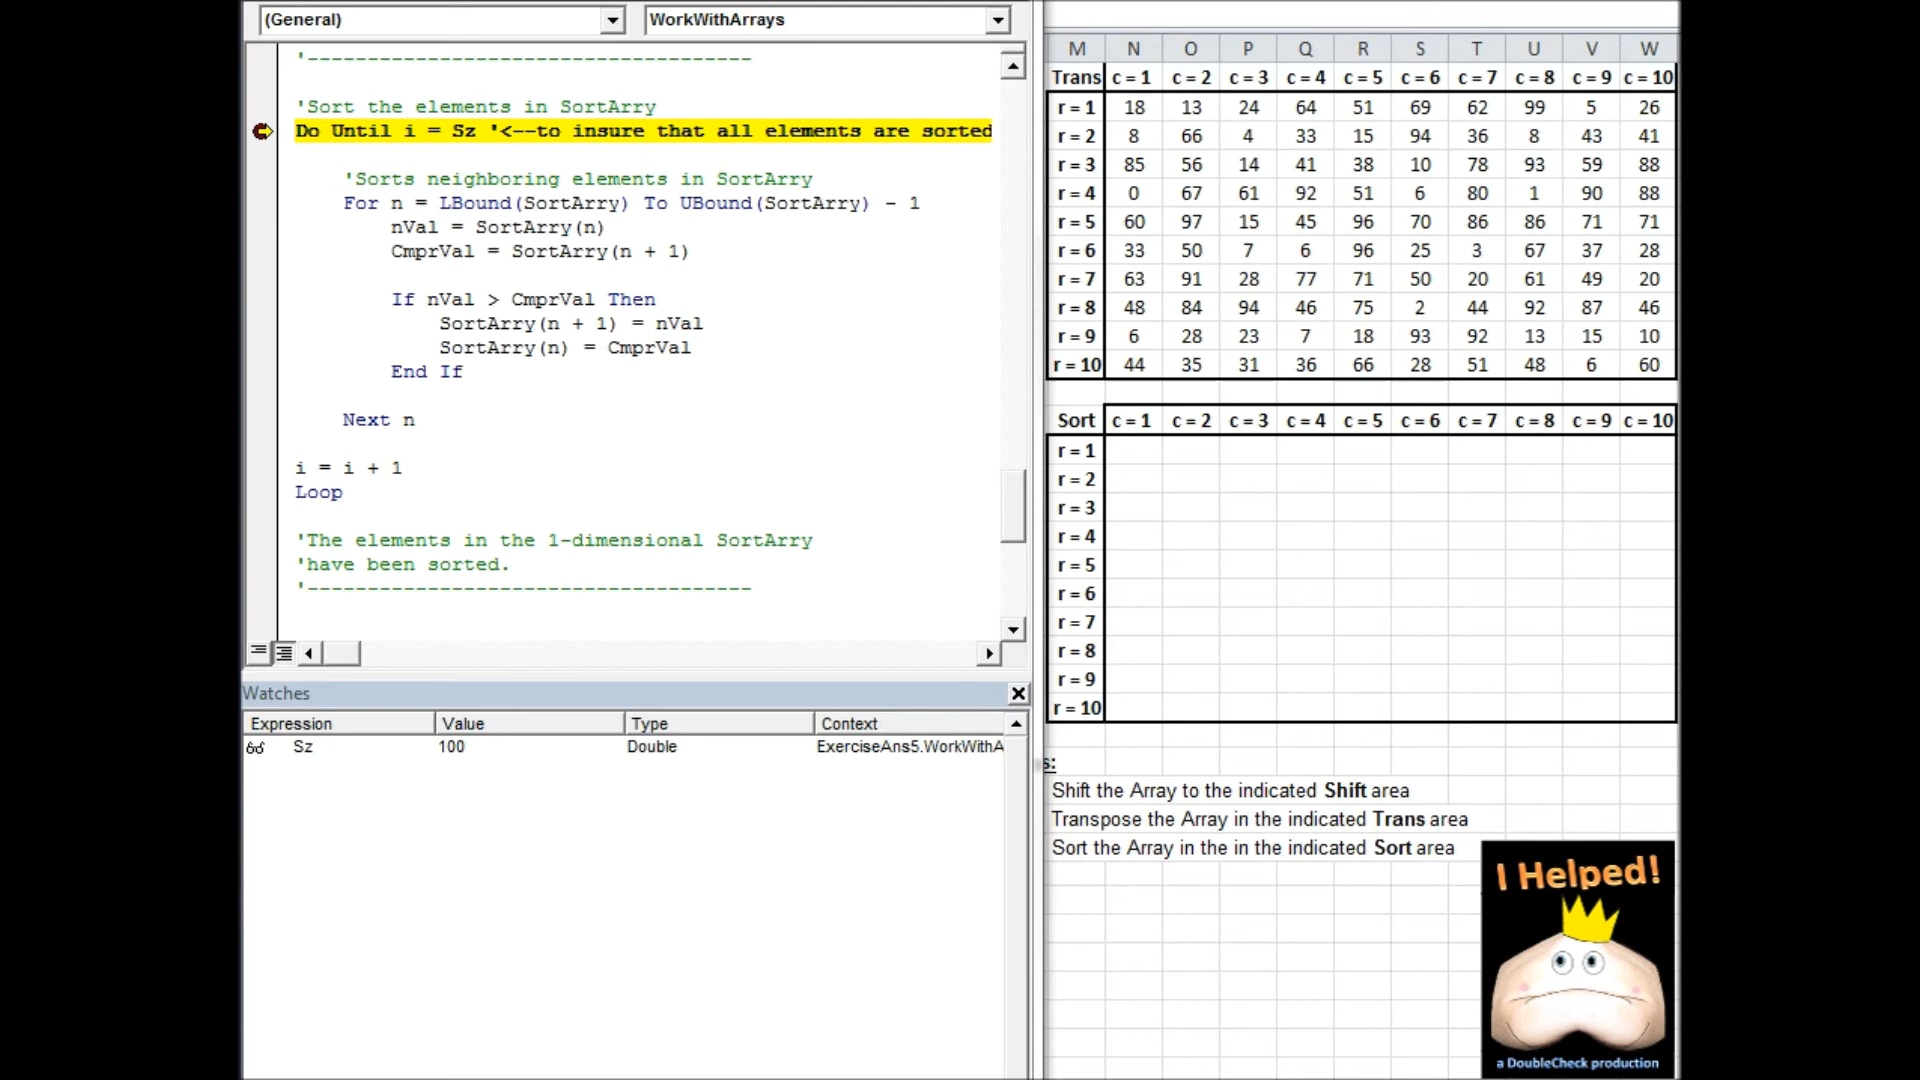 (General)
WorkWithArrays
'-------------------------------------
'Sort the elements in SortArry
Do Until i = Sz '<--to insure that all elements are sorted
'Sorts neighboring elements in SortArry
For n = LBound(SortArry) To UBound(SortArry) - 1
nVal = SortArry(n)
CmprVal = SortArry(n + 1)
If nVal > CmprVal Then
SortArry(n + 1) = nVal
SortArry(n) = CmprVal
End If
Next n
i = i + 1
Loop
'The elements in the 1-dimensional SortArry
'have been sorted.
'-------------------------------------
Watches
Expression Value Type Context
Sz 100 Double ExerciseAns5.WorkWithA
M N O P Q R S T U V W
Trans c = 1 c = 2 c = 3 c = 4 c = 5 c = 6 c = 7 c = 8 c = 9 c = 10
r = 1 18 13 24 64 51 69 62 99 5 26
r = 2 8 66 4 33 15 94 36 8 43 41
r = 3 85 56 14 41 38 10 78 93 59 88
r = 4 0 67 61 92 51 6 80 1 90 88
r = 5 60 97 15 45 96 70 86 86 71 71
r = 6 33 50 7 6 96 25 3 67 37 28
r = 7 63 91 28 77 71 50 20 61 49 20
r = 8 48 84 94 46 75 2 44 92 87 46
r = 9 6 28 23 7 18 93 92 13 15 10
r = 10 44 35 31 36 66 28 51 48 6 60
Sort c = 1 c = 2 c = 3 c = 4 c = 5 c = 6 c = 7 c = 8 c = 9 c = 10
r = 1
r = 2
r = 3
r = 4
r = 5
r = 6
r = 7
r = 8
r = 9
r = 10
s:
Shift the Array to the indicated Shift area
Transpose the Array in the indicated Trans area
Sort the Array in the in the indicated Sort area
I Helped!
a DoubleCheck production